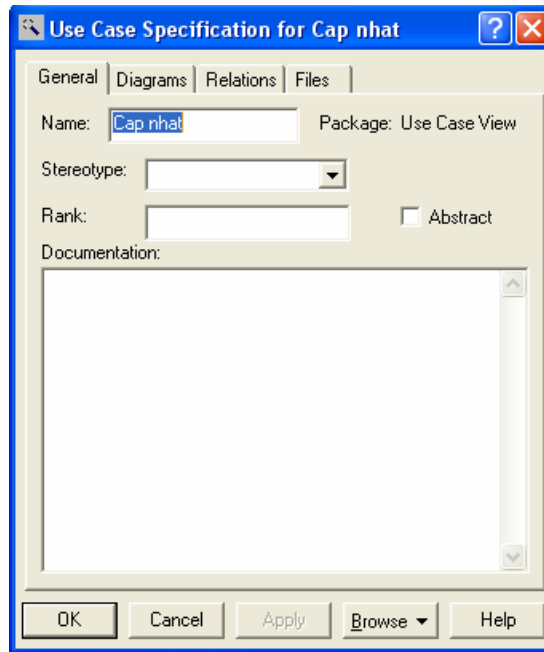 Use Case Specification for Cap nhat
General Diagrams Relations Files
Name: Cap nhat Package: Use Case View
Stereotype:
Rank: Abstract
Documentation:
OK Cancel Apply Browse Help